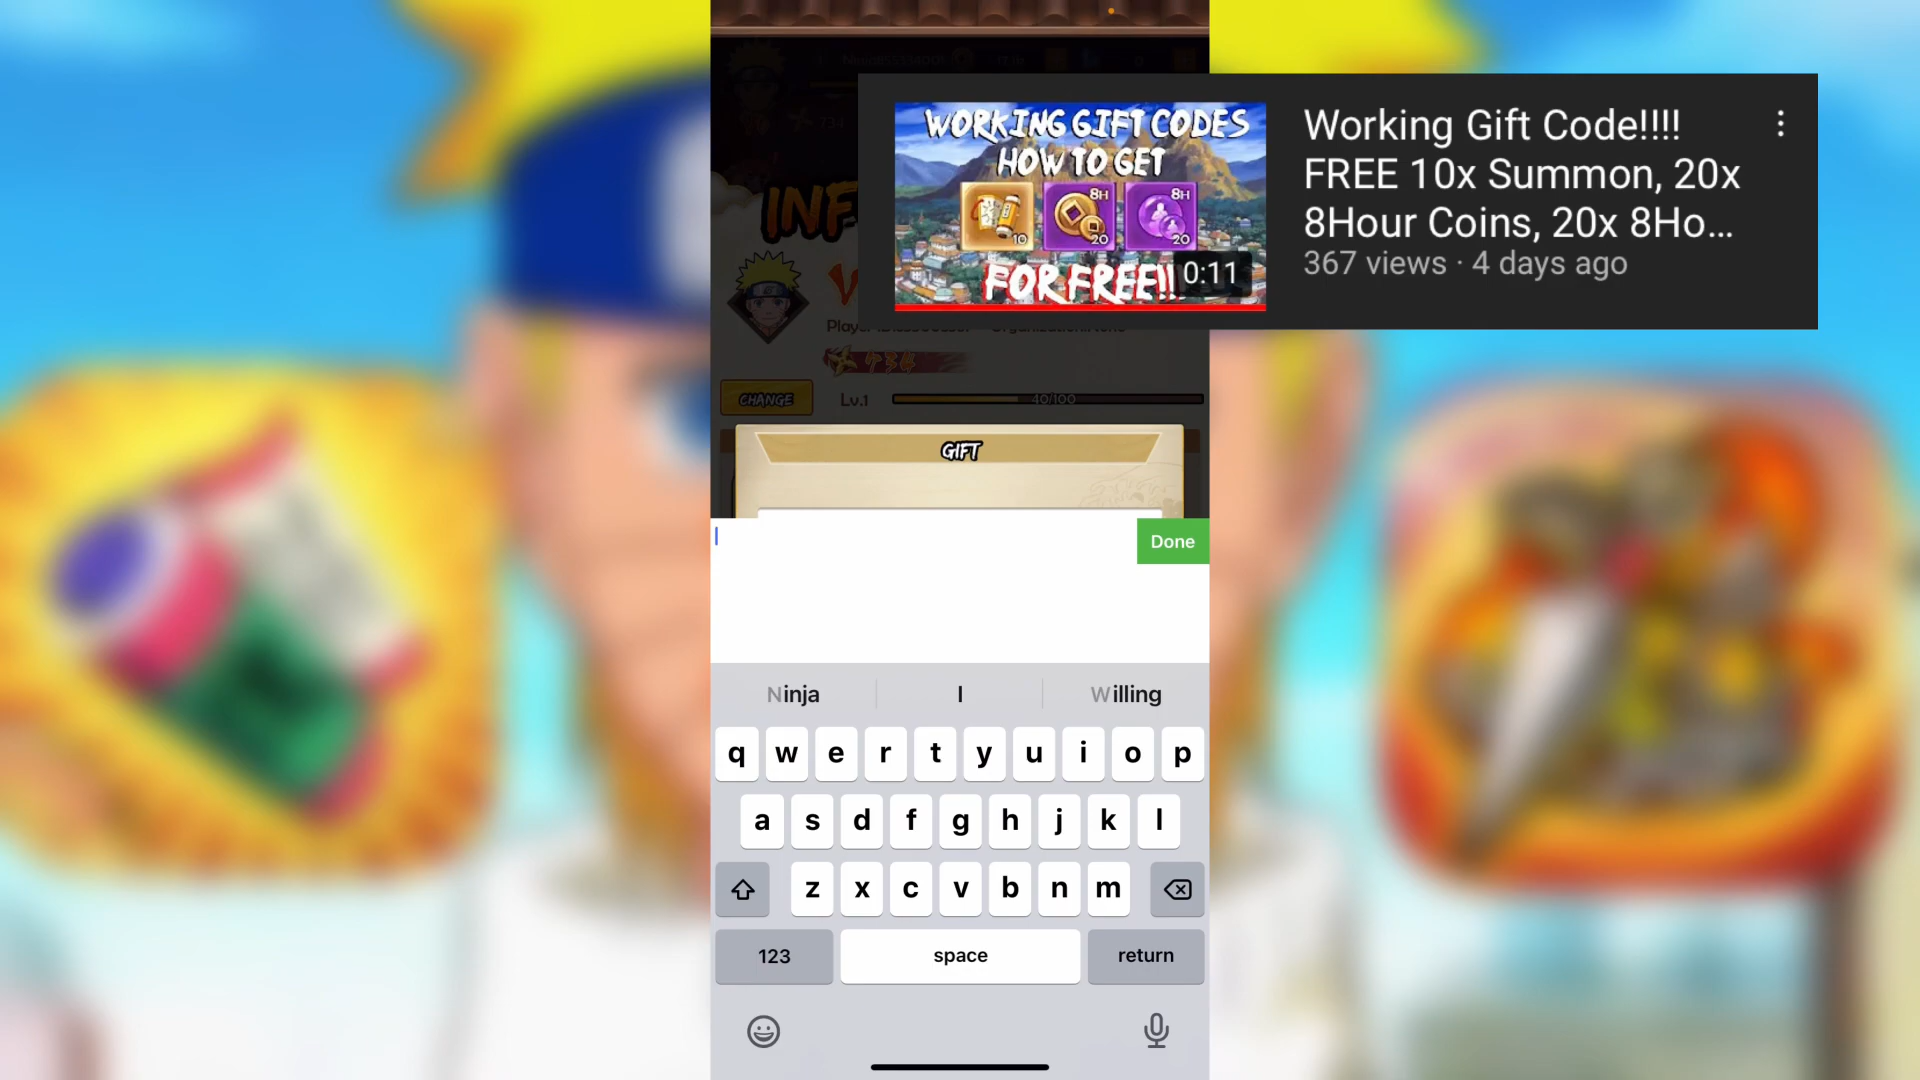 WORKING GIFT CODES
HOW TO GET
10
8H
20
8H
20
FOR FREE!!
0:11
Working Gift Code!!!!
FREE 10x Summon, 20x
8Hour Coins, 20x 8Ho...
367 views · 4 days ago
734
INF
734
CHANGE
Lv.1
40/100
GIFT
Done
Ninja
I
Willing
q w e r t y u i o p
a s d f g h j k l
z x c v b n m
123
space
return